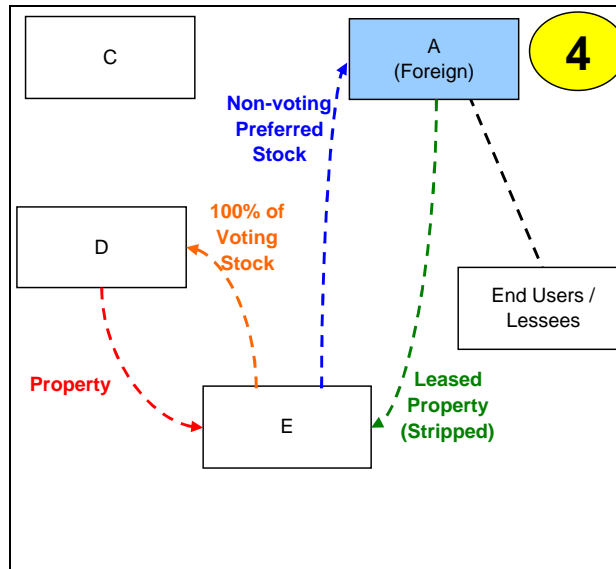 C
A
(Foreign)
4
Non-voting
Preferred
Stock
100% of
Voting
Stock
D
End Users /
Lessees
Property
Leased
Property
(Stripped)
E